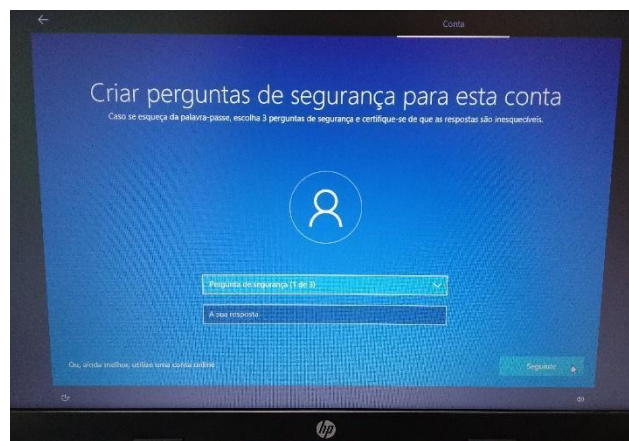 Conta
Criar perguntas de segurança para esta conta
Caso se esqueça da palavra-passe, escolha 3 perguntas de segurança e certifique-se de que as respostas são inesquecíveis.
Pergunta de segurança (1 de 3)
A sua resposta
Ou, ainda melhor, utilize uma conta online
Seguinte
hp